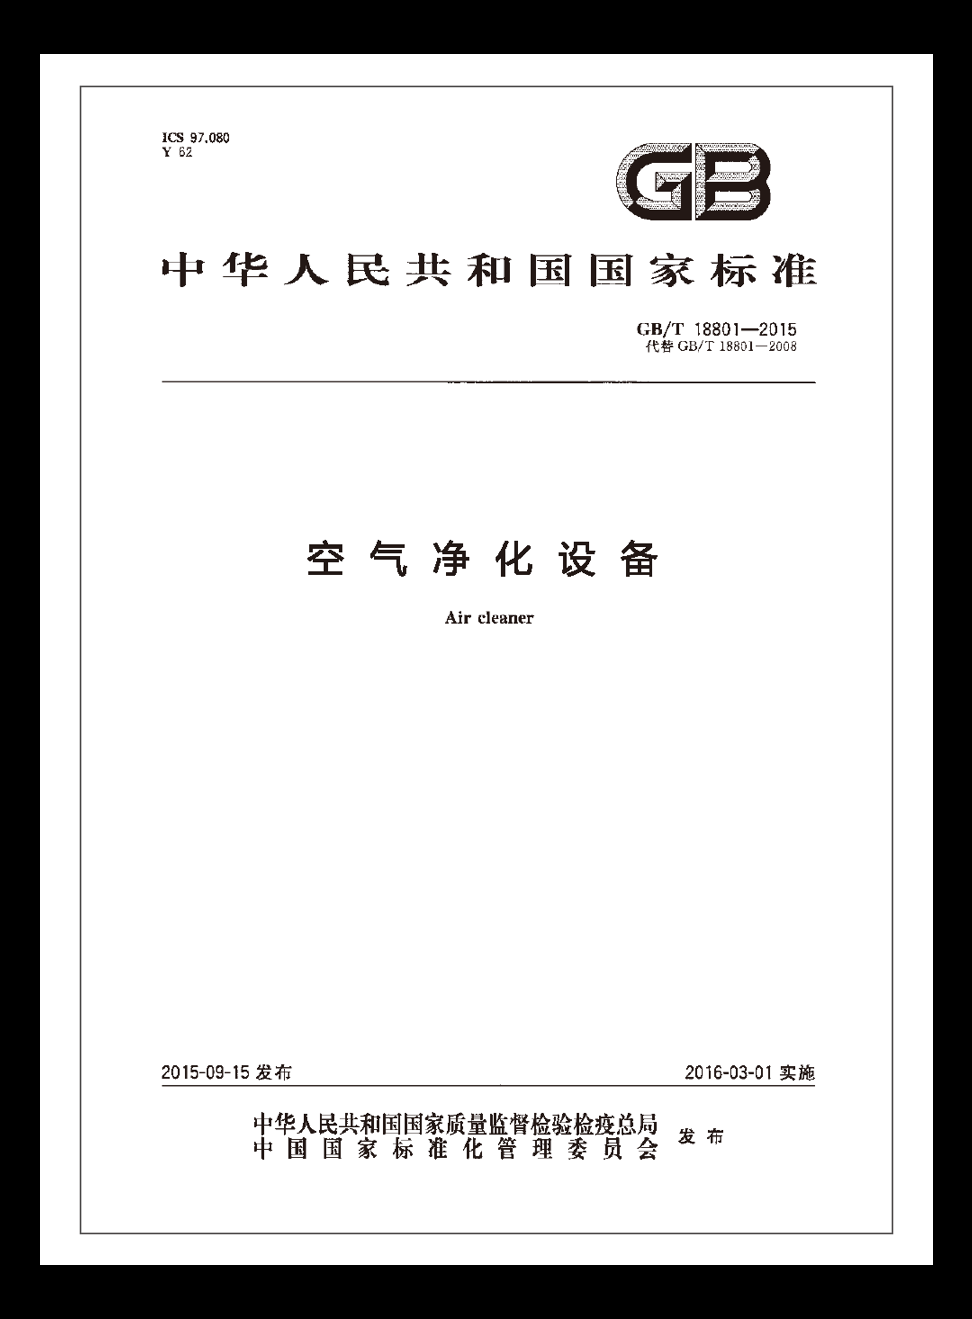 ICS 97.080
Y 62
GB
中华人民共和国国家标准
GB/T 18801—2015
代替 GB/T 18801—2008
空气净化设备
Air cleaner
2015-09-15 发布
2016-03-01 实施
中华人民共和国国家质量监督检验检疫总局
中国国家标准化管理委员会
发布